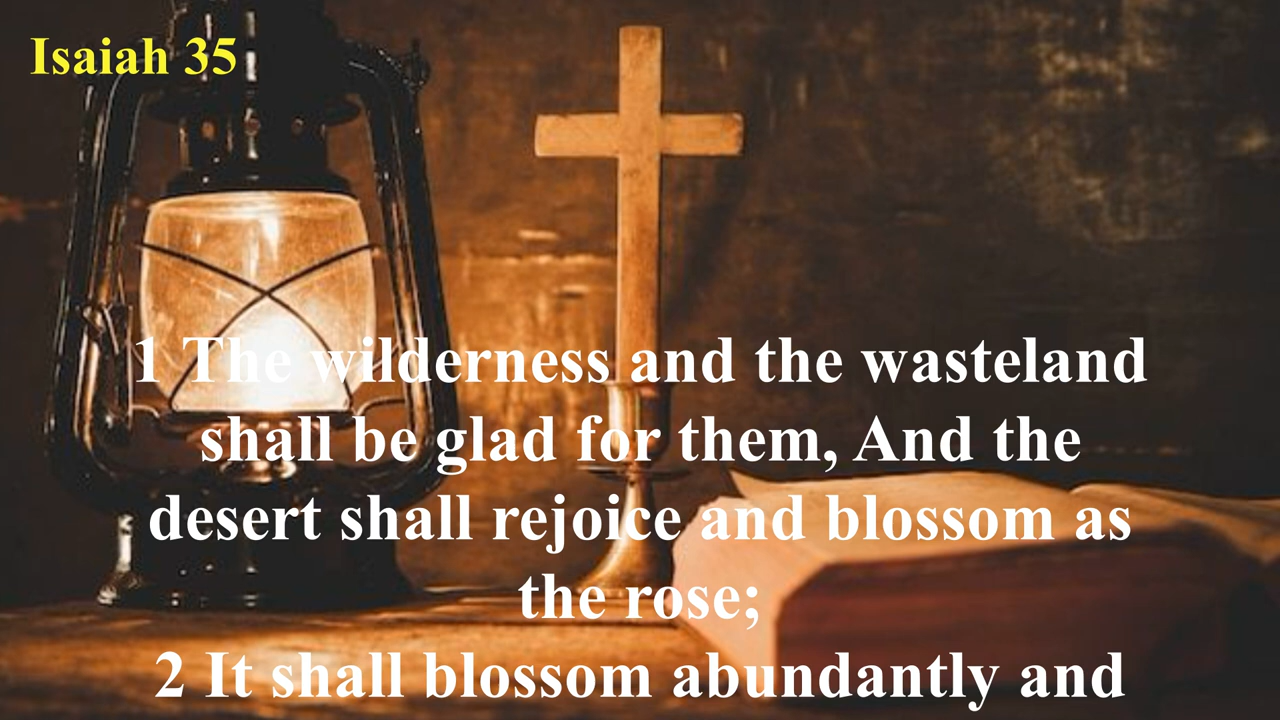 Isaiah 35
1 The wilderness and the wasteland
shall be glad for them, And the
desert shall rejoice and blossom as
the rose;
2 It shall blossom abundantly and